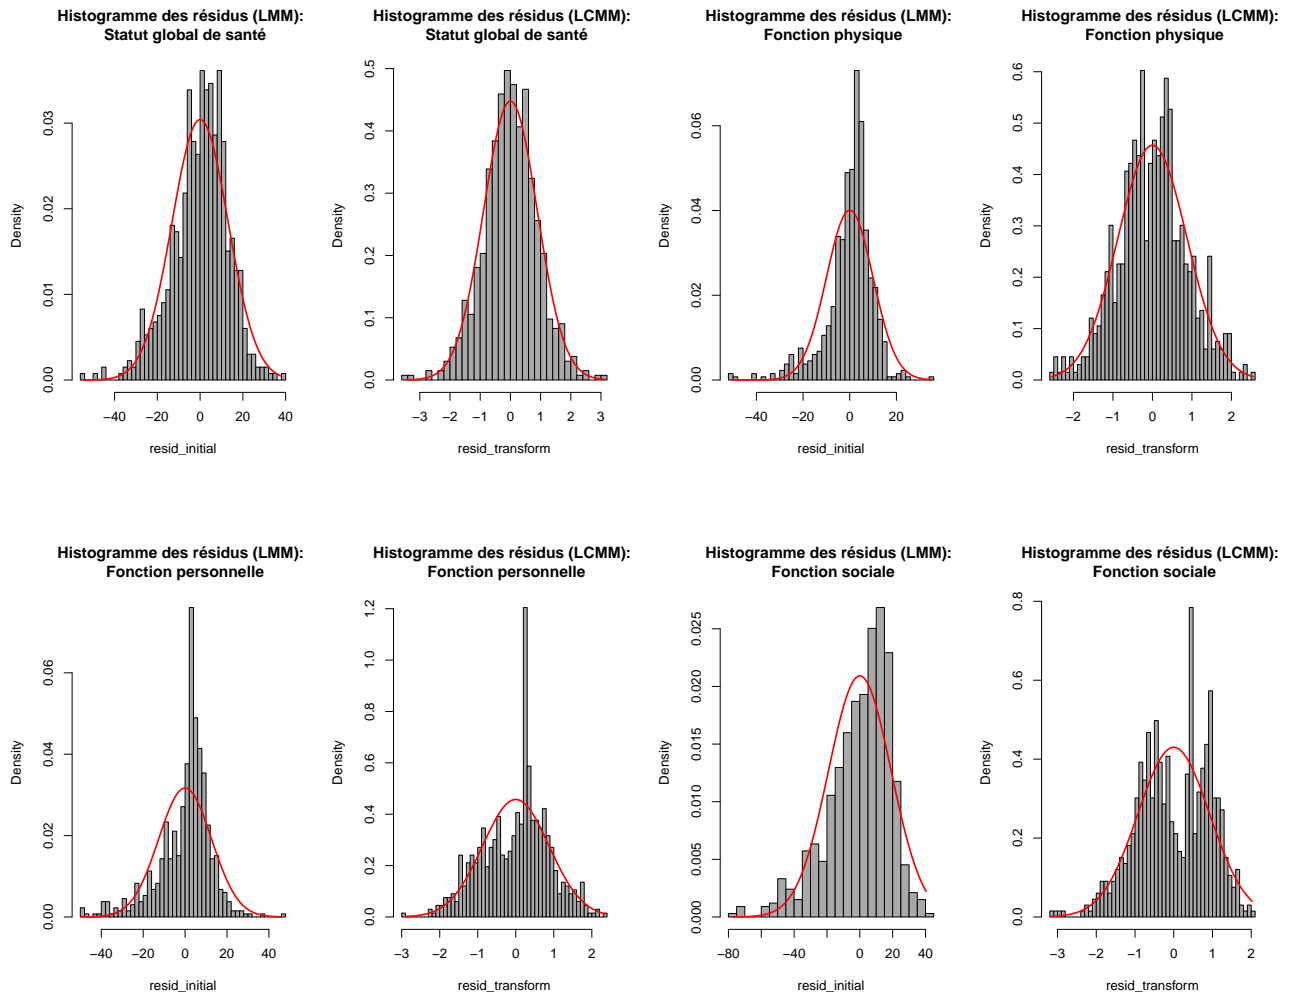 Histogramme des résidus (LMM):
Statut global de santé
Density
0.00 0.01 0.02 0.03
−40 −20 0 20 40
resid_initial
Histogramme des résidus (LCMM):
Statut global de santé
Density
0.0 0.1 0.2 0.3 0.4 0.5
−3 −2 −1 0 1 2 3
resid_transform
Histogramme des résidus (LMM):
Fonction physique
Density
0.00 0.02 0.04 0.06
−40 −20 0 20
resid_initial
Histogramme des résidus (LCMM):
Fonction physique
Density
0.0 0.1 0.2 0.3 0.4 0.5 0.6
−2 −1 0 1 2
resid_transform
Histogramme des résidus (LMM):
Fonction personnelle
Density
0.00 0.02 0.04 0.06
−40 −20 0 20 40
resid_initial
Histogramme des résidus (LCMM):
Fonction personnelle
Density
0.0 0.2 0.4 0.6 0.8 1.0 1.2
−3 −2 −1 0 1 2
resid_transform
Histogramme des résidus (LMM):
Fonction sociale
Density
0.000 0.005 0.010 0.015 0.020 0.025
−80 −40 0 20 40
resid_initial
Histogramme des résidus (LCMM):
Fonction sociale
Density
0.0 0.2 0.4 0.6 0.8
−3 −2 −1 0 1 2
resid_transform